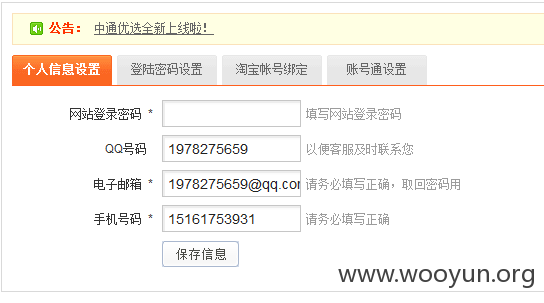 公告： 中通优选全新上线啦！
个人信息设置 登陆密码设置 淘宝帐号绑定 账号通设置
网站登录密码 * 填写网站登录密码
QQ号码 1978275659 以便客服及时联系您
电子邮箱 * 1978275659@qq.com 请务必填写正确，取回密码用
手机号码 * 15161753931 请务必填写正确
保存信息
www.wooyun.org